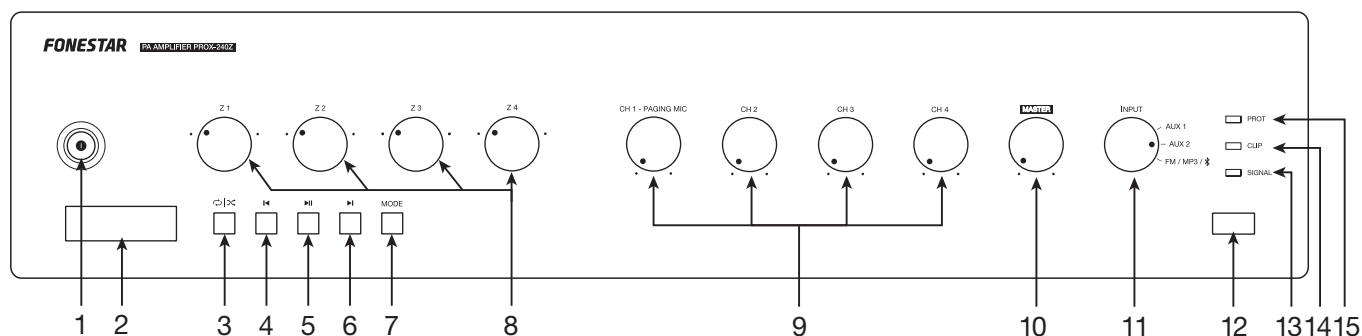 FONESTAR PA AMPLIFIER PROX-240Z
Z 1 Z 2 Z 3 Z 4 CH 1 - PAGING MIC CH 2 CH 3 CH 4 MASTER INPUT
AUX 1
AUX 2
FM / MP3 /
PROT
CLIP
SIGNAL
MODE
1 2 3 4 5 6 7 8 9 10 11 12 13 14 15